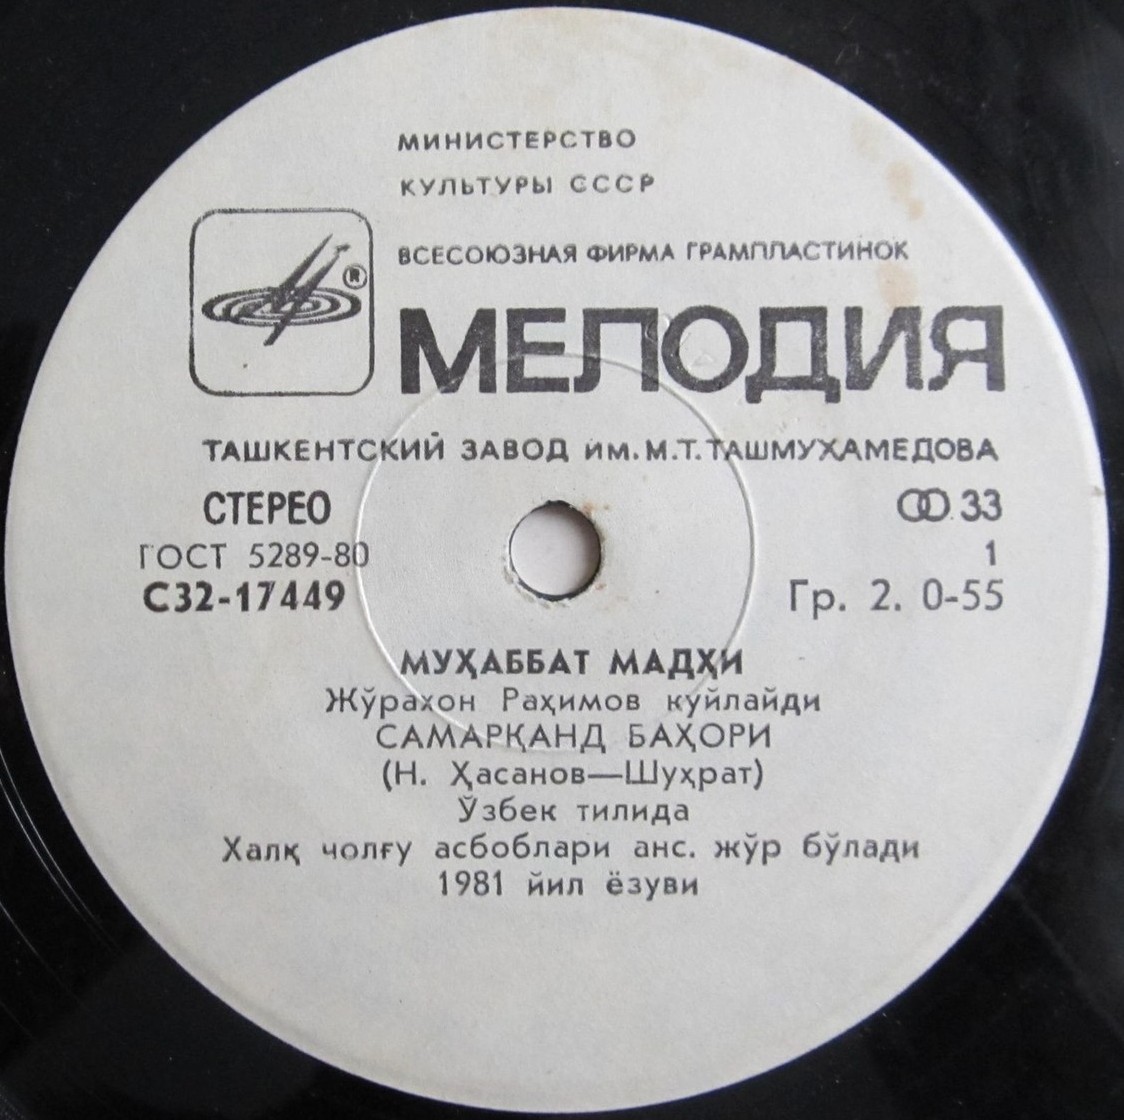 МИНИСТЕРСТВО
КУЛЬТУРЫ СССР
ВСЕСОЮЗНАЯ ФИРМА ГРАМПЛАСТИНОК
®
МЕЛОДИЯ
ТАШКЕНТСКИЙ ЗАВОД им. М.Т.ТАШМУХАМЕДОВА
СТЕРЕО 33
ГОСТ 5289-80 1
С32-17449 Гр. 2. 0-55
МУҲАББАТ МАДҲИ
Жўрахон Раҳимов куйлайди
САМАРҚАНД БАҲОРИ
(Н. Ҳасанов—Шуҳрат)
Ўзбек тилида
Халқ чолғу асбоблари анс. жўр бўлади
1981 йил ёзуви